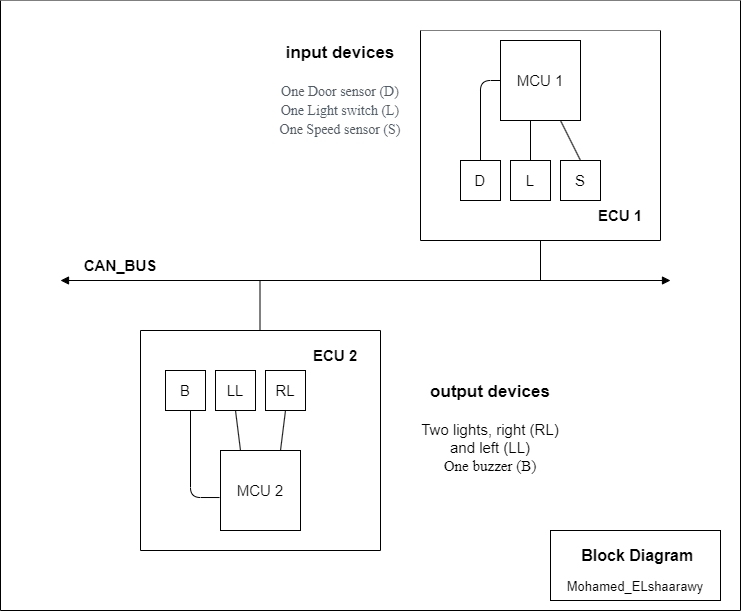 input devices
One Door sensor (D)
One Light switch (L)
One Speed sensor (S)
MCU 1
D
L
S
ECU 1
CAN_BUS
ECU 2
B
LL
RL
MCU 2
output devices
Two lights, right (RL)
and left (LL)
One buzzer (B)
Block Diagram
Mohamed_ELshaarawy